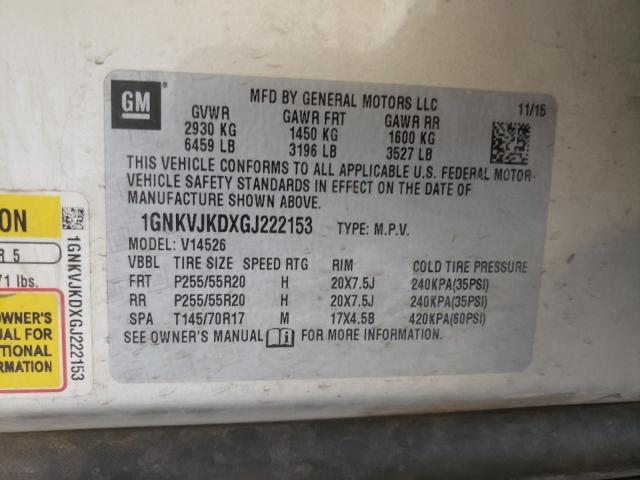 GM
MFD BY GENERAL MOTORS LLC
11/15
GVWR GAWR FRT GAWR RR
2930 KG 1450 KG 1600 KG
6459 LB 3196 LB 3527 LB
THIS VEHICLE CONFORMS TO ALL APPLICABLE U.S. FEDERAL MOTOR
VEHICLE SAFETY STANDARDS IN EFFECT ON THE DATE OF
MANUFACTURE SHOWN ABOVE.
1GNKVJKDXGJ222153 TYPE: M.P.V.
MODEL: V14526
VBBL TIRE SIZE SPEED RTG RIM COLD TIRE PRESSURE
FRT P255/55R20 H 20X7.5J 240KPA(35PSI)
RR P255/55R20 H 20X7.5J 240KPA(35PSI)
SPA T145/70R17 M 17X4.5B 420KPA(60PSI)
SEE OWNER'S MANUAL FOR MORE INFORMATION.
ON
R 5
71 lbs.
OWNER'S
UAL FOR
ITIONAL
RMATION
1GNKVJKDXGJ222153